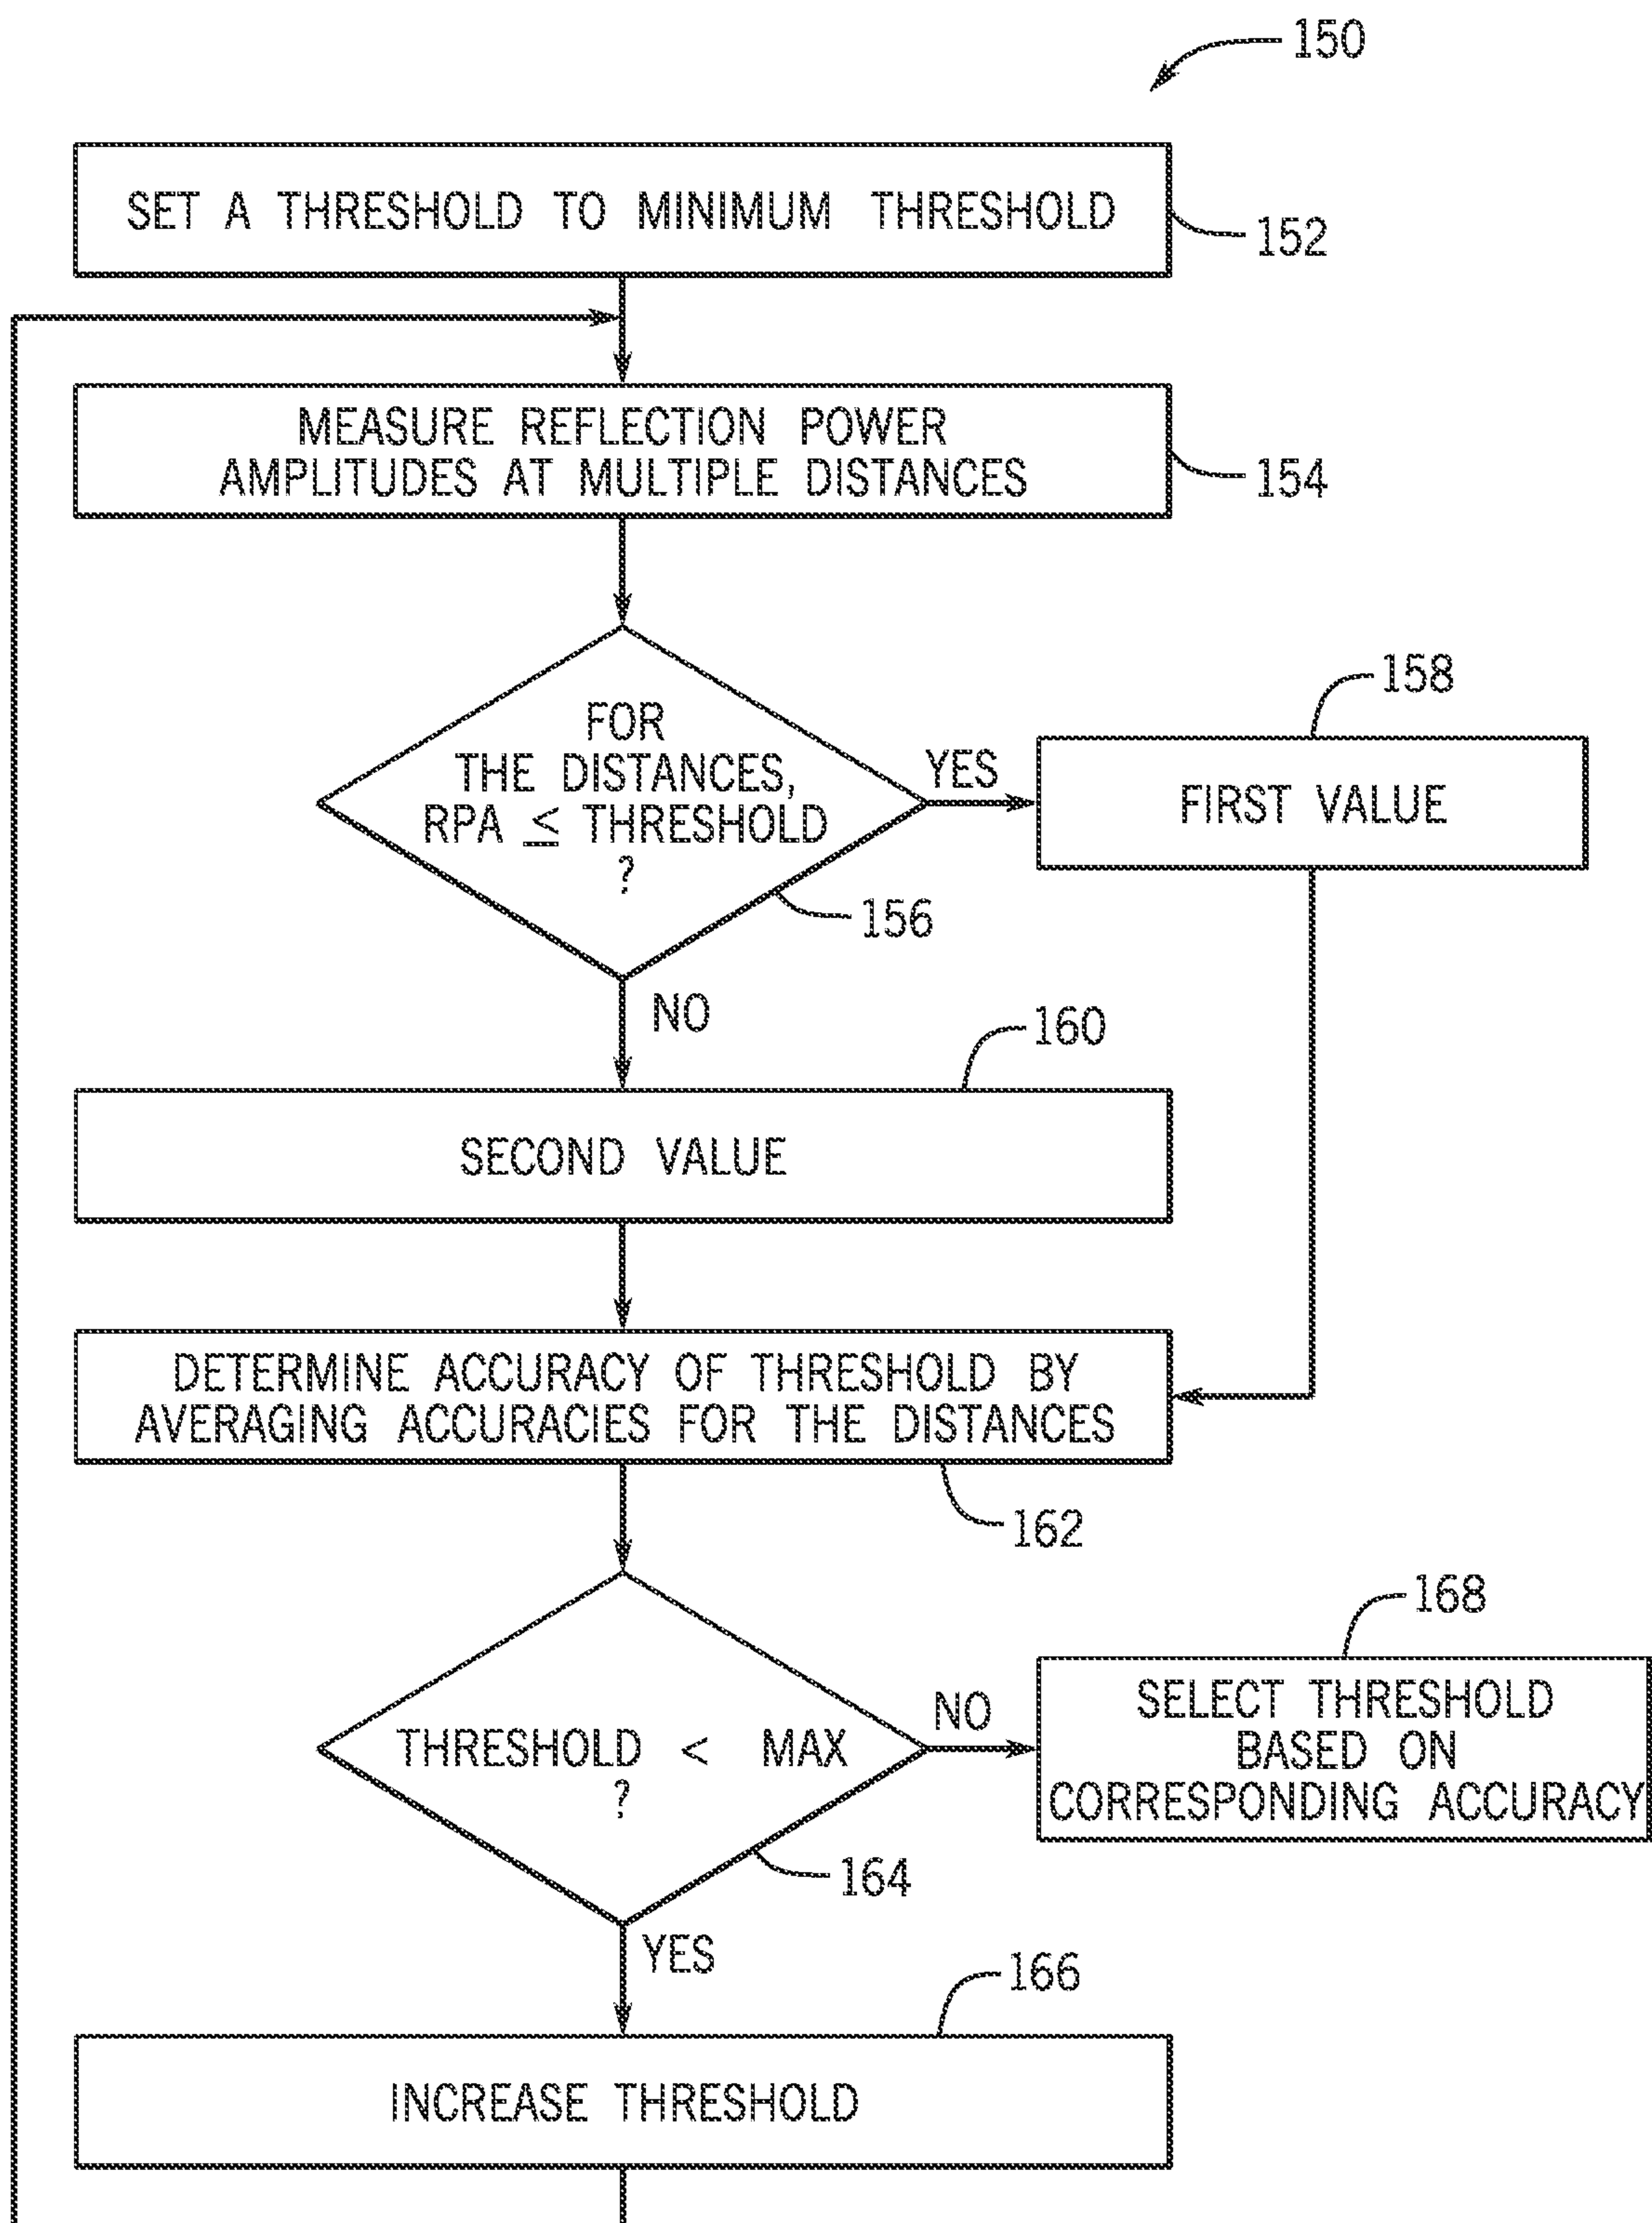 150
SET A THRESHOLD TO MINIMUM THRESHOLD
152
MEASURE REFLECTION POWER
AMPLITUDES AT MULTIPLE DISTANCES
154
FOR
THE DISTANCES,
RPA ≤ THRESHOLD
?
156
YES
158
FIRST VALUE
NO
160
SECOND VALUE
DETERMINE ACCURACY OF THRESHOLD BY
AVERAGING ACCURACIES FOR THE DISTANCES
162
THRESHOLD < MAX
?
164
NO
168
SELECT THRESHOLD
BASED ON
CORRESPONDING ACCURACY
YES
166
INCREASE THRESHOLD